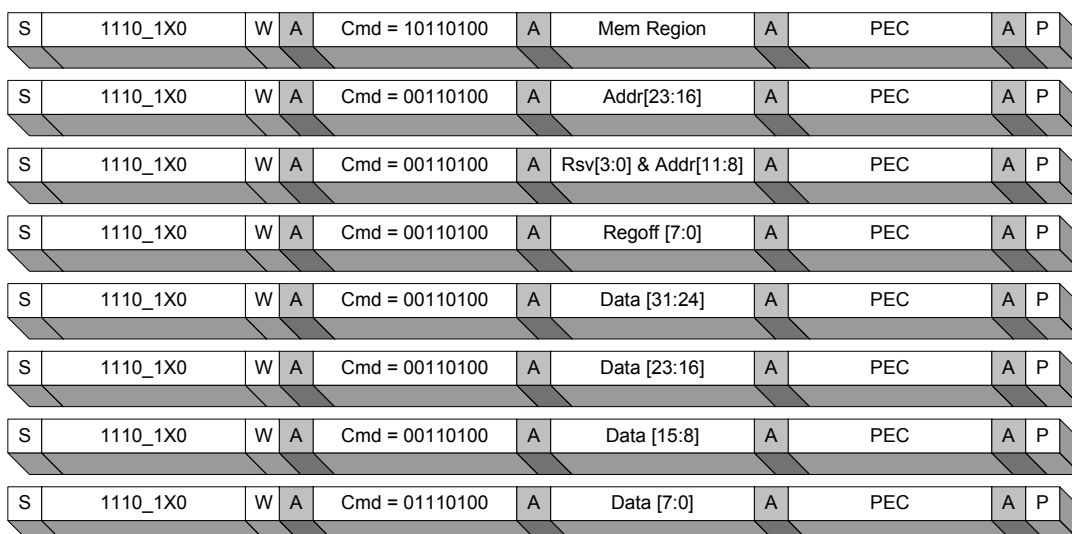 S 1110_1X0 W A Cmd = 10110100 A Mem Region A PEC A P
S 1110_1X0 W A Cmd = 00110100 A Addr[23:16] A PEC A P
S 1110_1X0 W A Cmd = 00110100 A Rsv[3:0] & Addr[11:8] A PEC A P
S 1110_1X0 W A Cmd = 00110100 A Regoff [7:0] A PEC A P
S 1110_1X0 W A Cmd = 00110100 A Data [31:24] A PEC A P
S 1110_1X0 W A Cmd = 00110100 A Data [23:16] A PEC A P
S 1110_1X0 W A Cmd = 00110100 A Data [15:8] A PEC A P
S 1110_1X0 W A Cmd = 01110100 A Data [7:0] A PEC A P